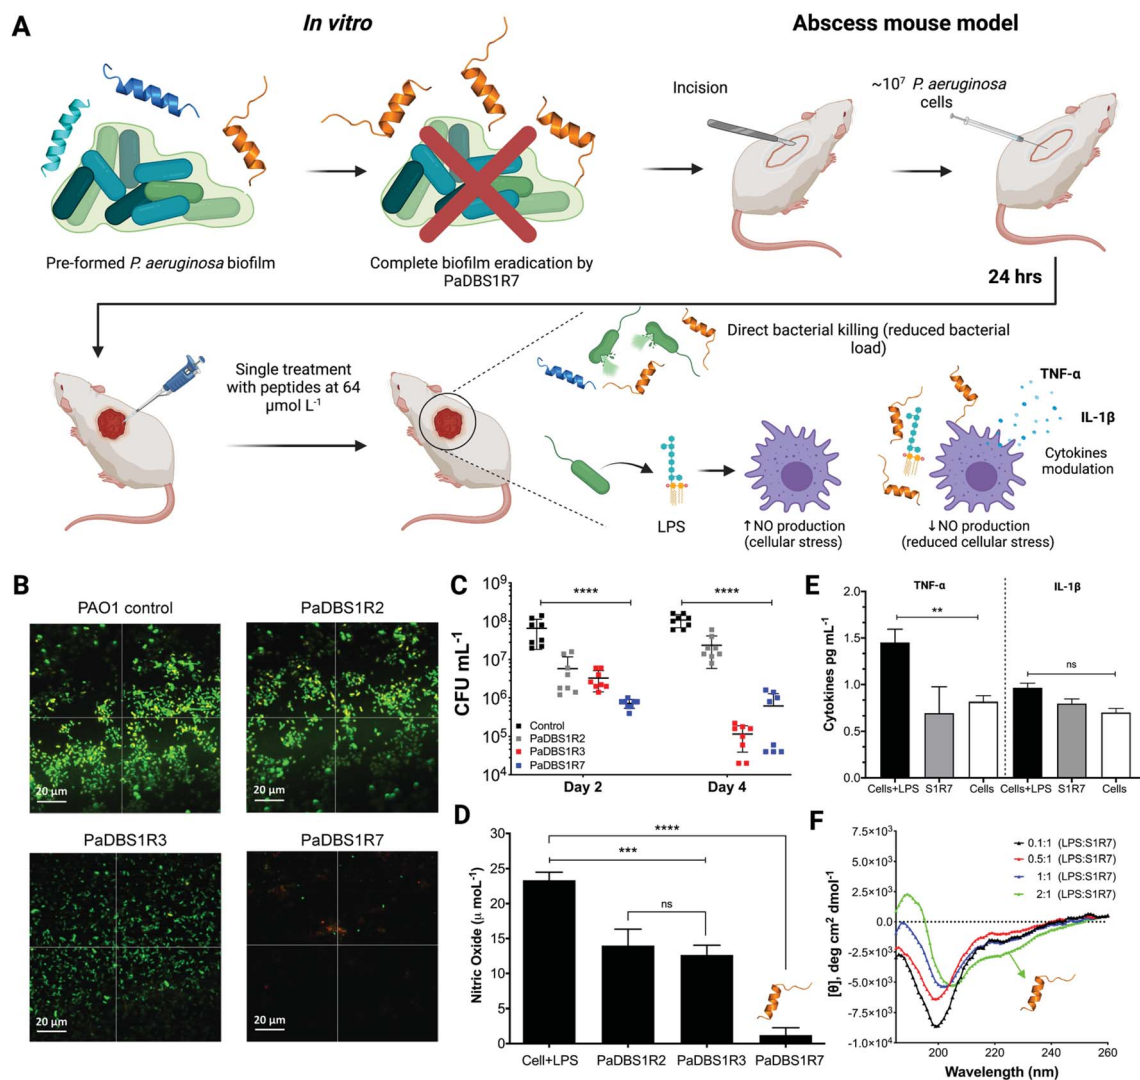 A
In vitro
Abscess mouse model
Incision
~10⁷ P. aeruginosa
cells
Pre-formed P. aeruginosa biofilm
Complete biofilm eradication by
PaDBS1R7
24 hrs
Single treatment
with peptides at 64
µmol L⁻¹
Direct bacterial killing (reduced bacterial
load)
TNF-α
IL-1β
Cytokines
modulation
LPS
↑NO production
(cellular stress)
↓NO production
(reduced cellular stress)
B
PAO1 control
PaDBS1R2
20 µm
20 µm
PaDBS1R3
PaDBS1R7
20 µm
20 µm
C
CFU mL⁻¹
10⁹
10⁸
10⁷
10⁶
10⁵
10⁴
****
****
Control
PaDBS1R2
PaDBS1R3
PaDBS1R7
Day 2
Day 4
D
Nitric Oxide (µ moL⁻¹)
30
25
20
15
10
5
0
****
***
ns
Cell+LPS
PaDBS1R2
PaDBS1R3
PaDBS1R7
E
TNF-α
IL-1β
Cytokines pg mL⁻¹
2.0
1.5
1.0
0.5
0.0
**
ns
Cells+LPS
S1R7
Cells
Cells+LPS
S1R7
Cells
F
[θ], deg cm² dmol⁻¹
7.5×10³
5.0×10³
2.5×10³
0.0
-2.5×10³
-5.0×10³
-7.5×10³
-1.0×10⁴
0.1:1 (LPS:S1R7)
0.5:1 (LPS:S1R7)
1:1 (LPS:S1R7)
2:1 (LPS:S1R7)
200
220
240
260
Wavelength (nm)